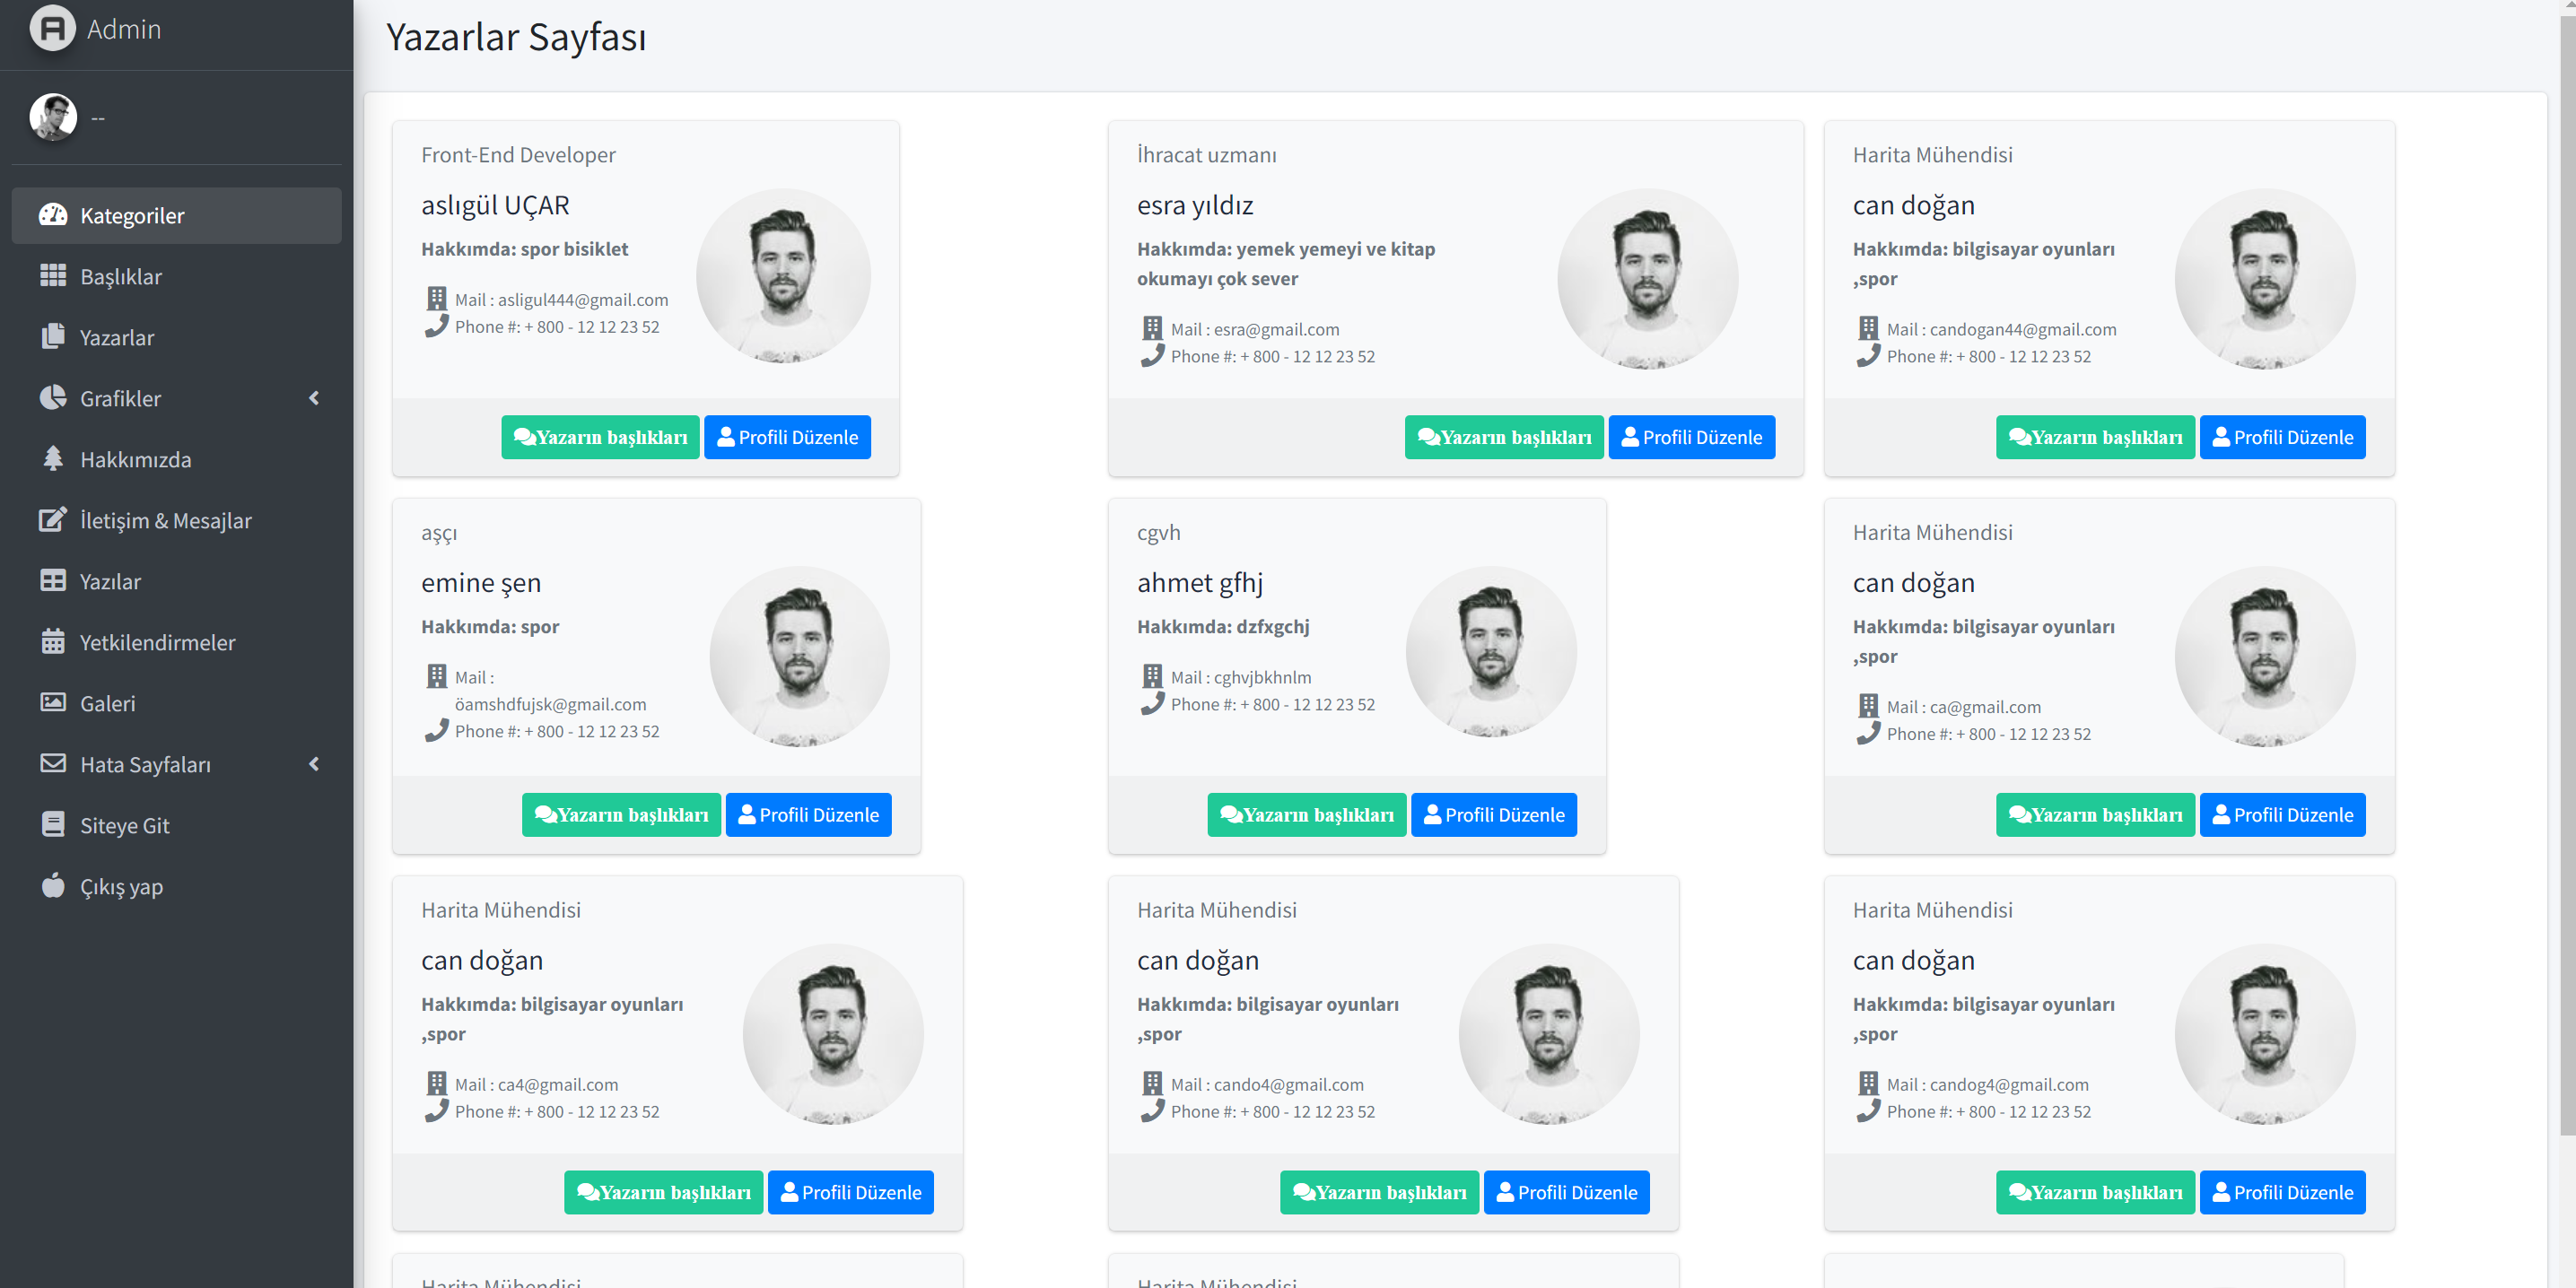 Admin
--
Kategoriler
Başlıklar
Yazarlar
Grafikler
Hakkımızda
İletişim & Mesajlar
Yazılar
Yetkilendirmeler
Galeri
Hata Sayfaları
Siteye Git
Çıkış yap
Yazarlar Sayfası
Front-End Developer
aslıgül UÇAR
Hakkımda: spor bisiklet
Mail : asligul444@gmail.com
Phone #: + 800 - 12 12 23 52
Yazarın başlıkları
Profili Düzenle
İhracat uzmanı
esra yıldız
Hakkımda: yemek yemeyi ve kitap
okumayı çok sever
Mail : esra@gmail.com
Phone #: + 800 - 12 12 23 52
Yazarın başlıkları
Profili Düzenle
Harita Mühendisi
can doğan
Hakkımda: bilgisayar oyunları
,spor
Mail : candogan44@gmail.com
Phone #: + 800 - 12 12 23 52
Yazarın başlıkları
Profili Düzenle
aşçı
emine şen
Hakkımda: spor
Mail :
öamshdfujsk@gmail.com
Phone #: + 800 - 12 12 23 52
Yazarın başlıkları
Profili Düzenle
cgvh
ahmet gfhj
Hakkımda: dzfxgchj
Mail : cghvjbkhnlm
Phone #: + 800 - 12 12 23 52
Yazarın başlıkları
Profili Düzenle
Harita Mühendisi
can doğan
Hakkımda: bilgisayar oyunları
,spor
Mail : ca@gmail.com
Phone #: + 800 - 12 12 23 52
Yazarın başlıkları
Profili Düzenle
Harita Mühendisi
can doğan
Hakkımda: bilgisayar oyunları
,spor
Mail : ca4@gmail.com
Phone #: + 800 - 12 12 23 52
Yazarın başlıkları
Profili Düzenle
Harita Mühendisi
can doğan
Hakkımda: bilgisayar oyunları
,spor
Mail : cando4@gmail.com
Phone #: + 800 - 12 12 23 52
Yazarın başlıkları
Profili Düzenle
Harita Mühendisi
can doğan
Hakkımda: bilgisayar oyunları
,spor
Mail : candog4@gmail.com
Phone #: + 800 - 12 12 23 52
Yazarın başlıkları
Profili Düzenle
Harita Mühendisi
Harita Mühendisi